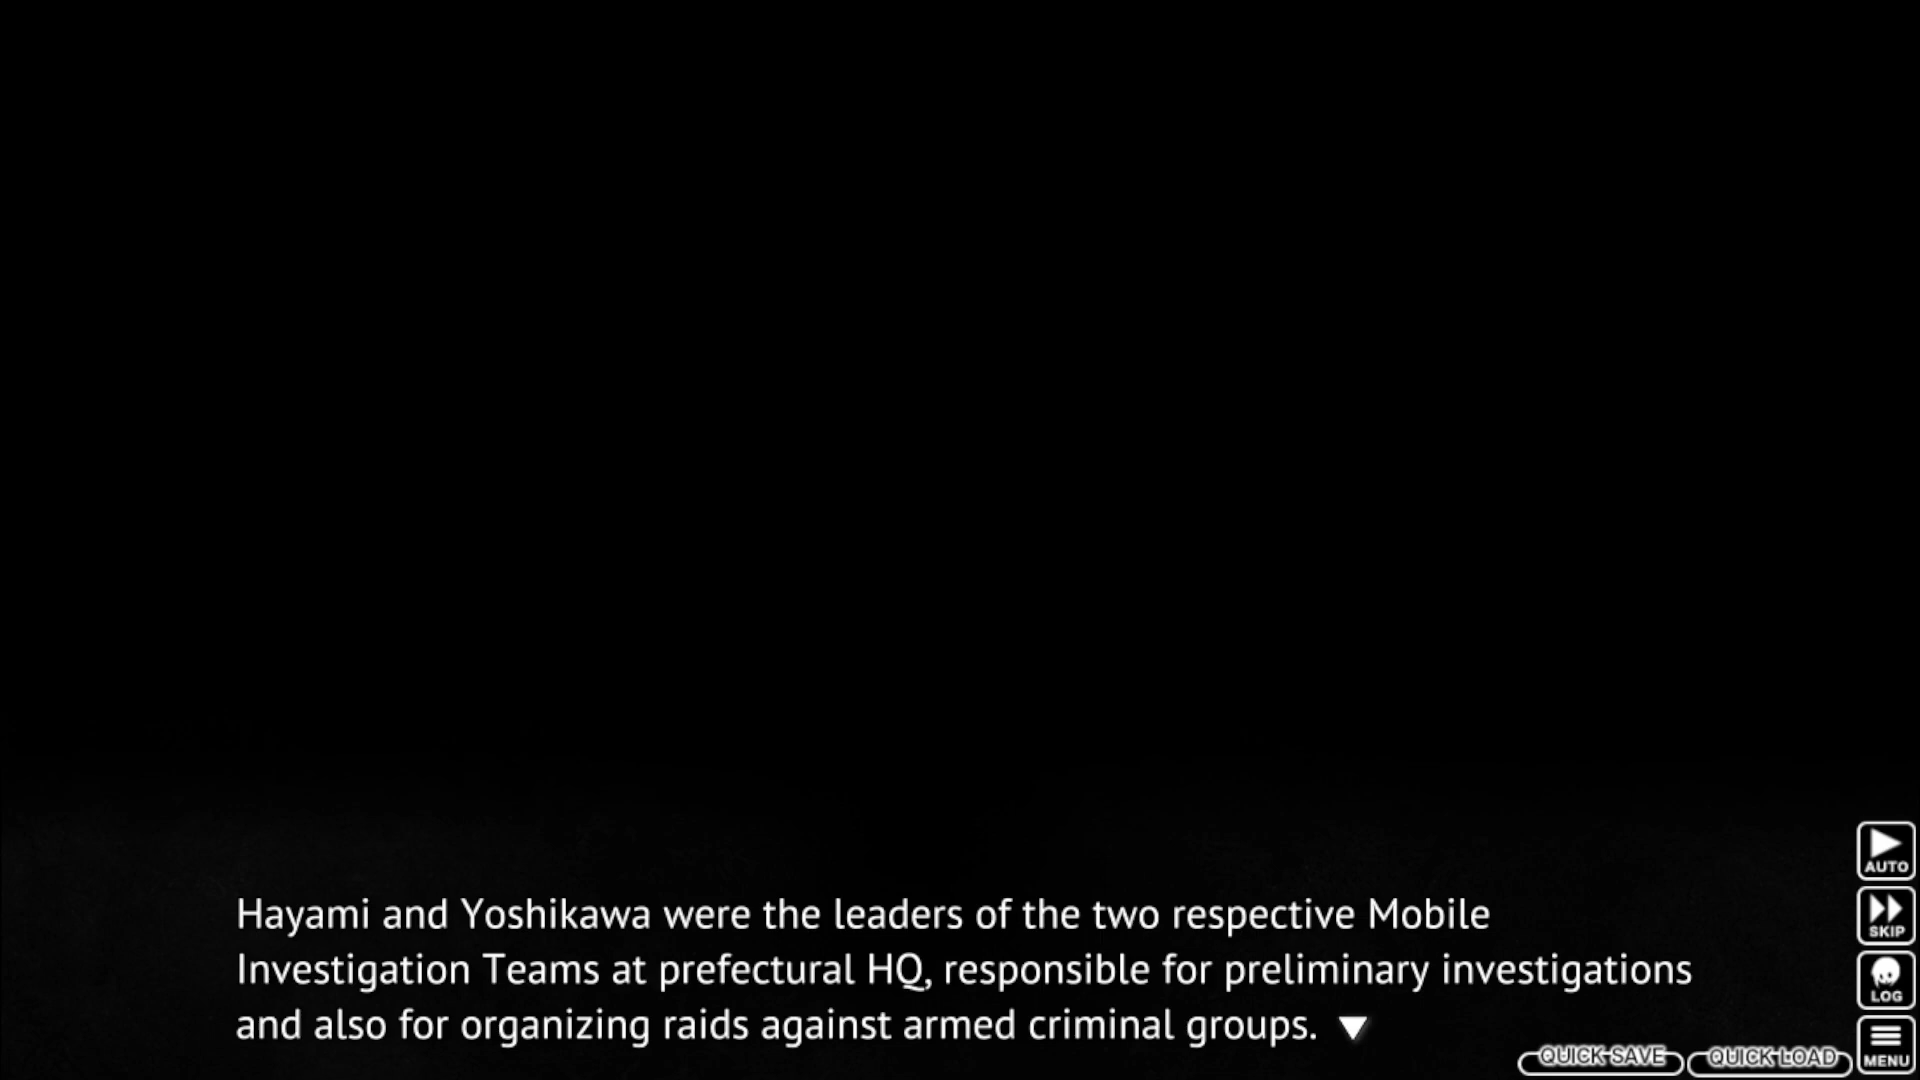 Hayami and Yoshikawa were the leaders of the two respective Mobile
Investigation Teams at prefectural HQ, responsible for preliminary investigations
and also for organizing raids against armed criminal groups.
AUTO
SKIP
LOG
MENU
QUICK SAVE
QUICK LOAD